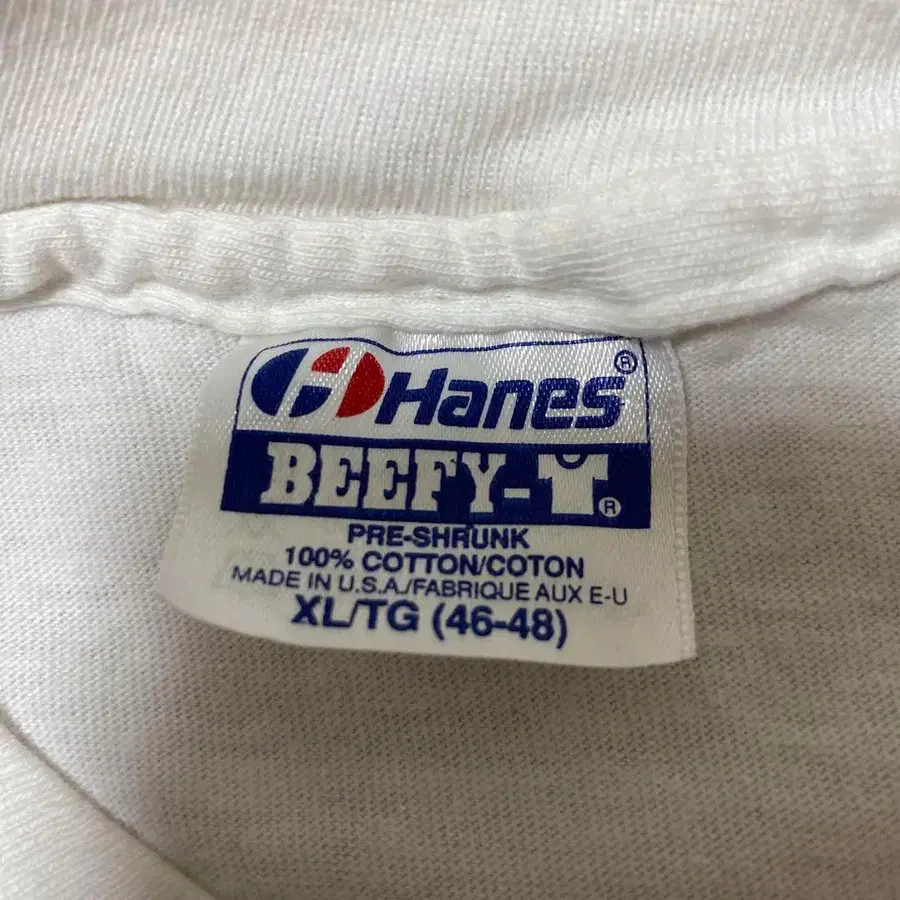 Hanes®
BEEFY-T®
PRE-SHRUNK
100% COTTON/COTON
MADE IN U.S.A./FABRIQUE AUX E-U
XL/TG (46-48)